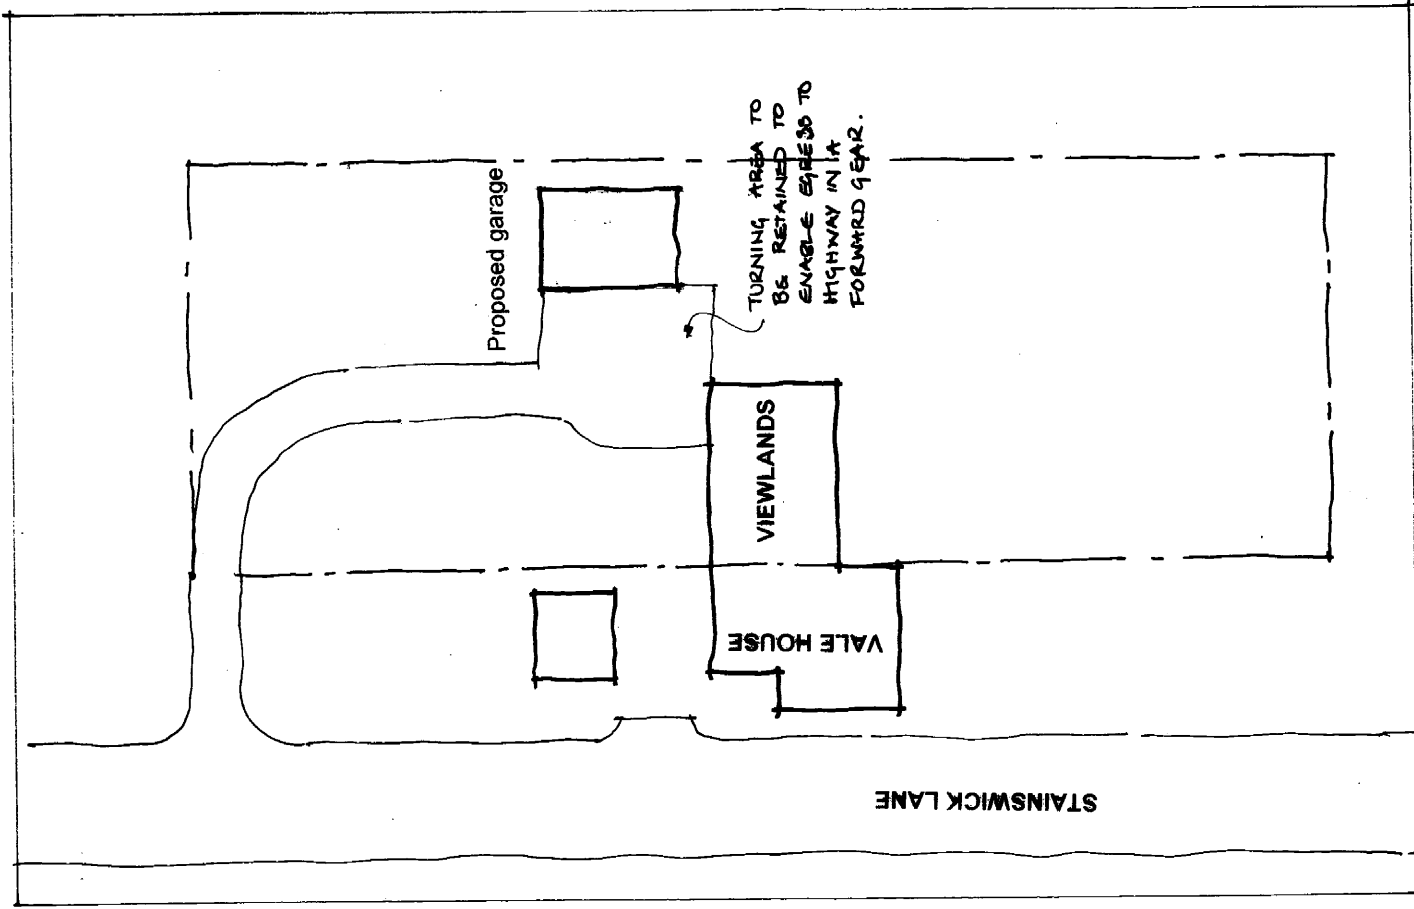 Proposed garage
TURNING AREA TO
BE RETAINED TO
ENABLE EGRESS TO
HIGHWAY IN A
FORWARD GEAR.
VIEWLANDS
VALE HOUSE
STAINSWICK LANE